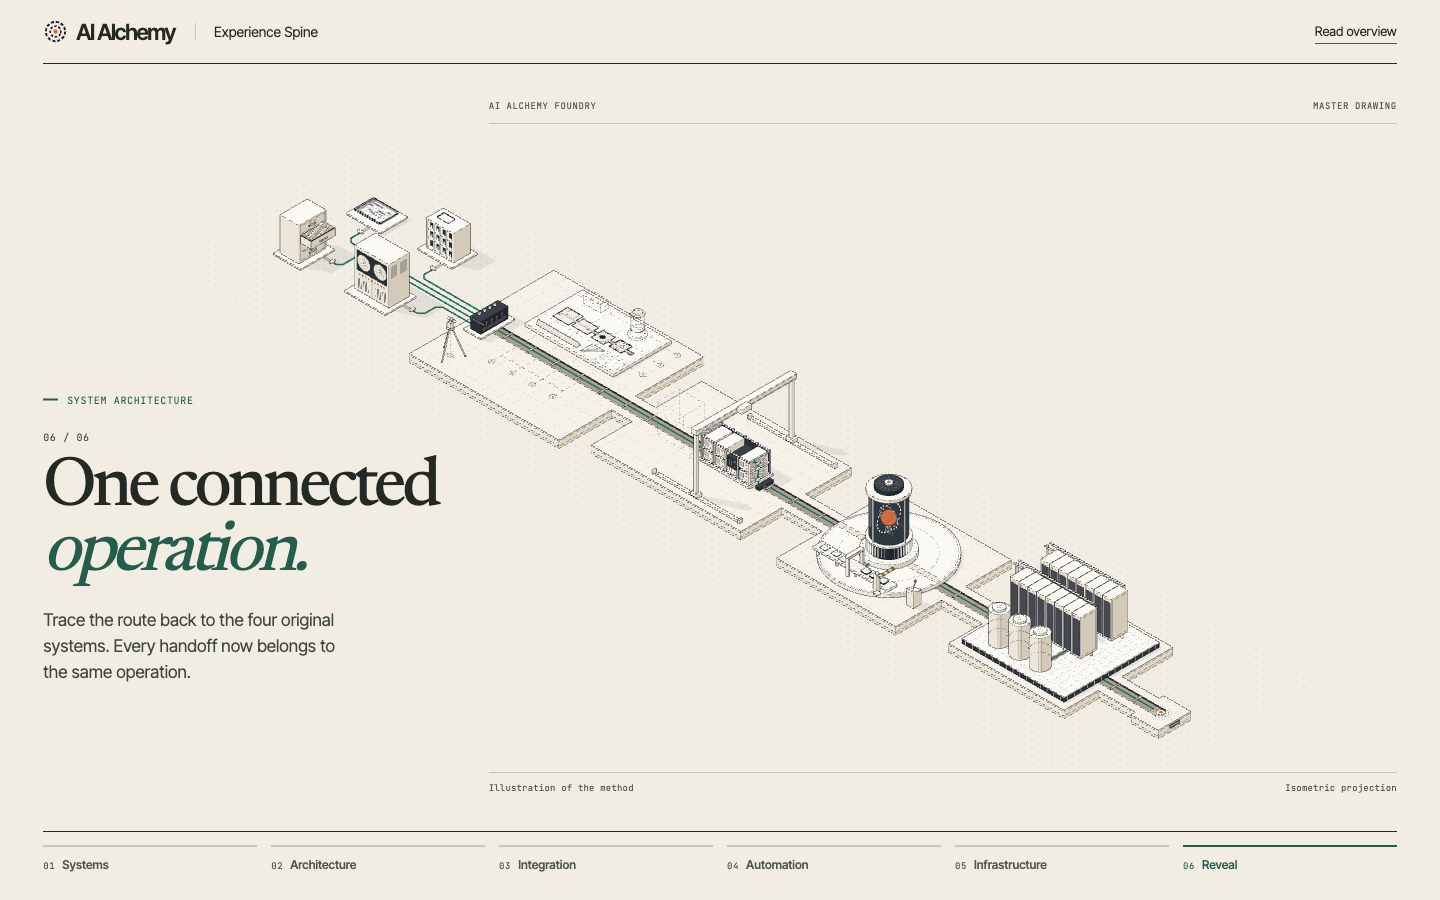 AI Alchemy
Experience Spine
Read overview
AI ALCHEMY FOUNDRY
MASTER DRAWING
SYSTEM ARCHITECTURE
06 / 06
One connected
operation.
Trace the route back to the four original
systems. Every handoff now belongs to
the same operation.
Illustration of the method
Isometric projection
01 Systems
02 Architecture
03 Integration
04 Automation
05 Infrastructure
06 Reveal